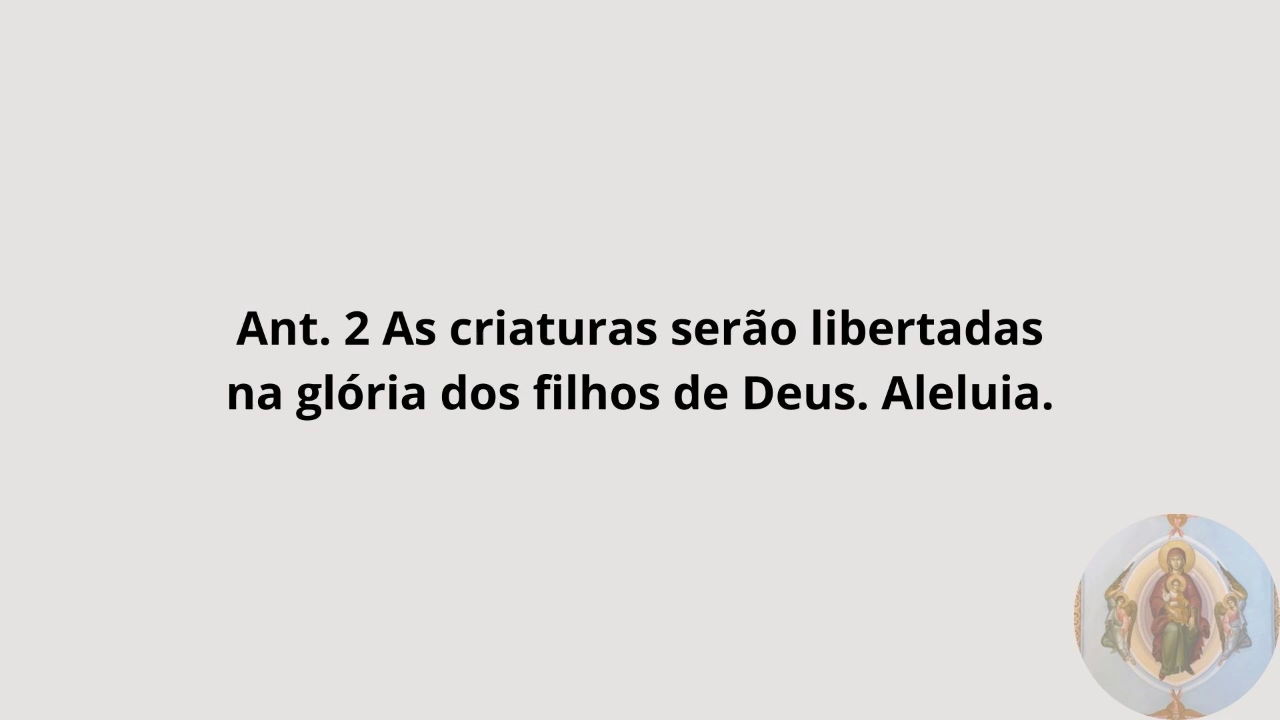 Ant. 2 As criaturas serão libertadas
na glória dos filhos de Deus. Aleluia.